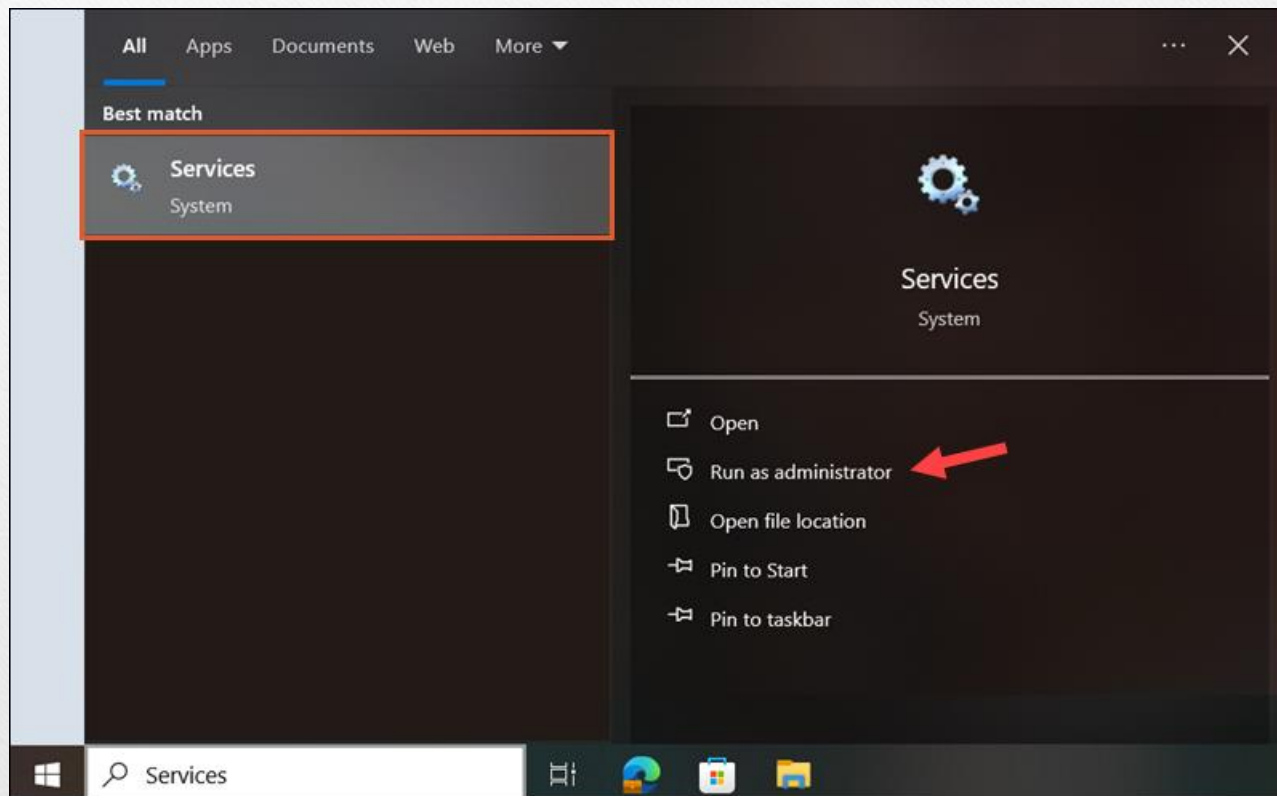 All Apps Documents Web More
Best match
Services
System
Services
System
Open
Run as administrator
Open file location
Pin to Start
Pin to taskbar
Services